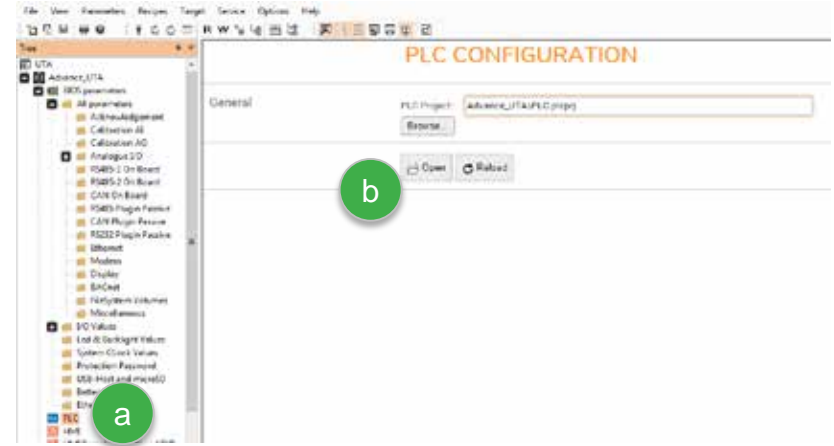 File View Parameters Recipes Target Service Options Help
Tree
UTA
Advance_UTA
BIOS parameters
All parameters
Acknowledgement
Calibration AI
Calibration AO
Analogue I/O
RS485-1 On Board
RS485-2 On Board
CAN On Board
RS485 Plugin Passive
CAN Plugin Passive
RS232 Plugin Passive
Ethernet
Modem
Display
BACnet
FileSystem Volumes
Miscellaneous
I/O Values
Led & Backlight Values
System Clock Values
Protection Password
USB-Host and microSD
PLC
a
PLC CONFIGURATION
General
PLC Project:
Browse...
b
Open
Reload